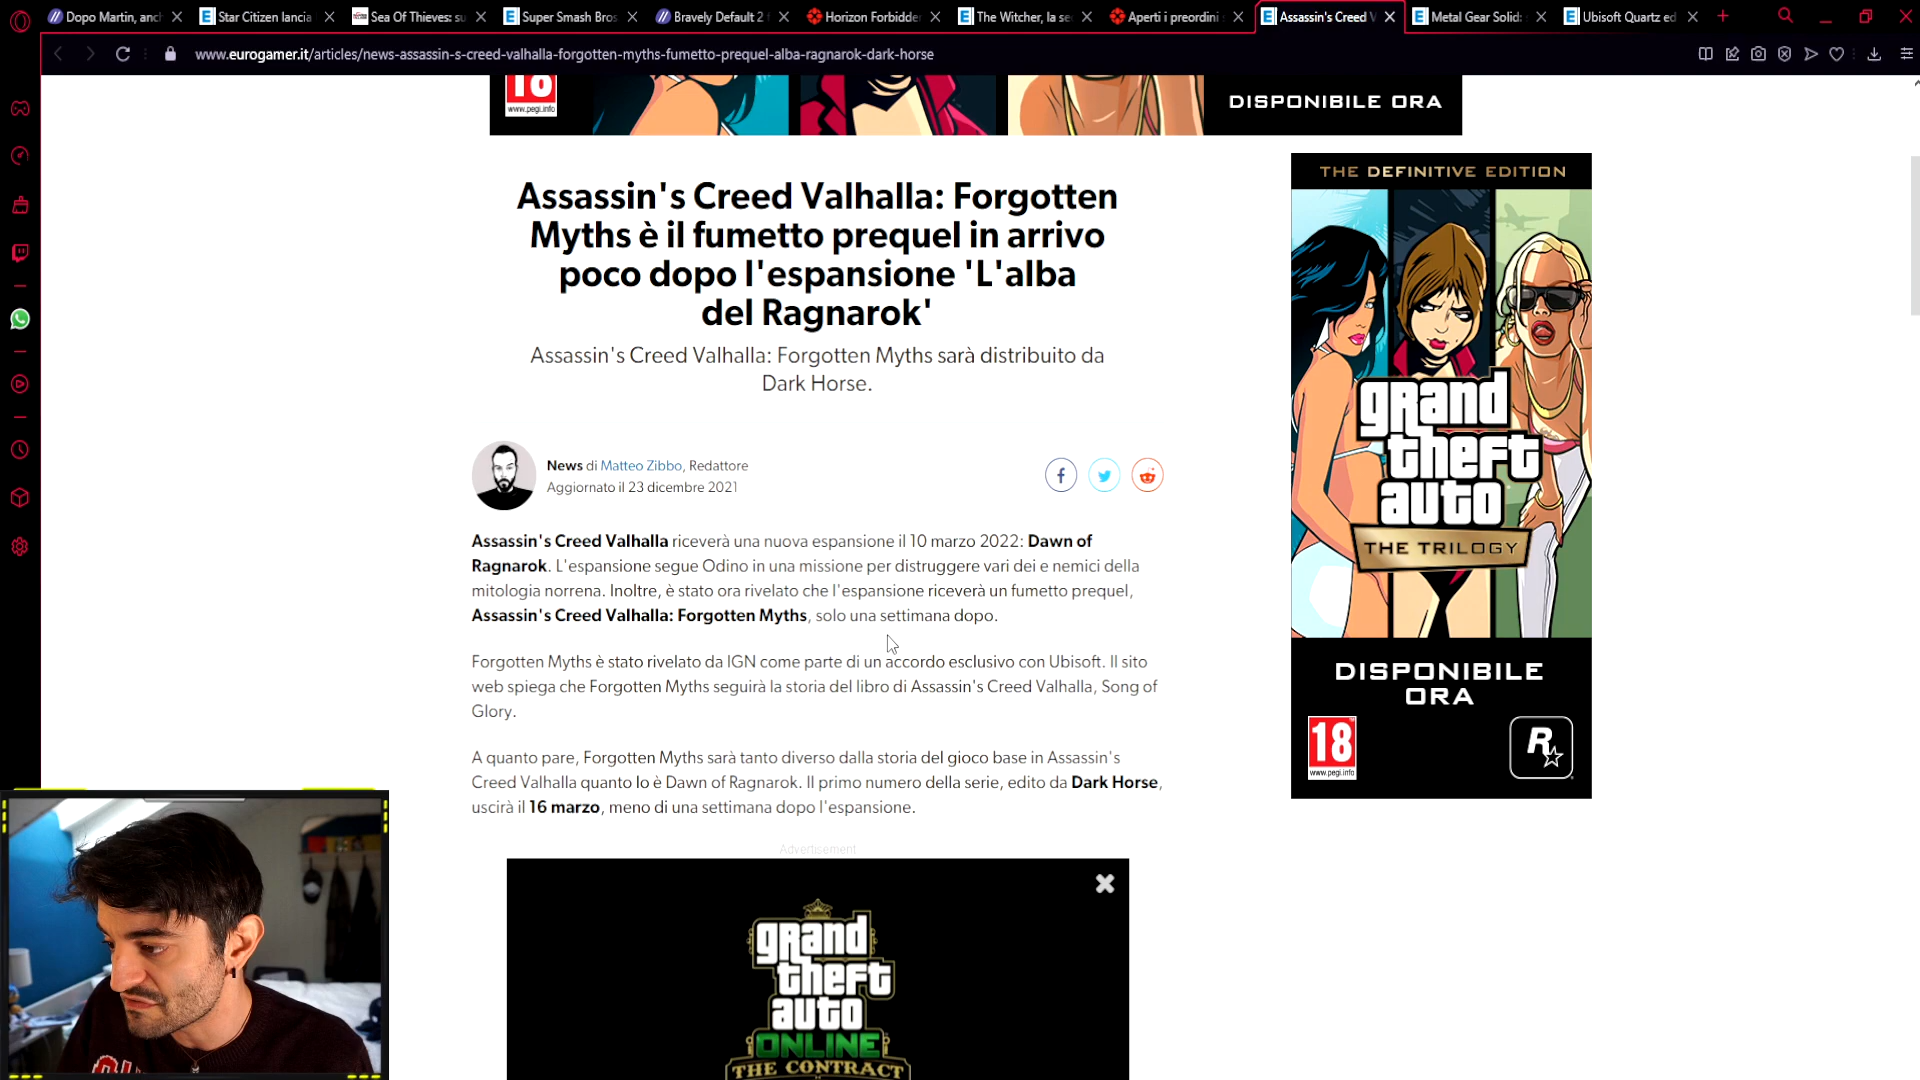 Dopo Martin, anch
Star Citizen lancia
Sea Of Thieves: su
Super Smash Bros
Bravely Default 2
Horizon Forbidden
The Witcher, la se
Aperti i preordini
Assassin's Creed V
Metal Gear Solid:
Ubisoft Quartz ed
www.eurogamer.it/articles/news-assassin-s-creed-valhalla-forgotten-myths-fumetto-prequel-alba-ragnarok-dark-horse
18
www.pegi.info
DISPONIBILE ORA
Assassin's Creed Valhalla: Forgotten
Myths è il fumetto prequel in arrivo
poco dopo l'espansione 'L'alba
del Ragnarok'
Assassin's Creed Valhalla: Forgotten Myths sarà distribuito da
Dark Horse.
News di Matteo Zibbo, Redattore
Aggiornato il 23 dicembre 2021
Assassin's Creed Valhalla riceverà una nuova espansione il 10 marzo 2022: Dawn of
Ragnarok. L'espansione segue Odino in una missione per distruggere vari dei e nemici della
mitologia norrena. Inoltre, è stato ora rivelato che l'espansione riceverà un fumetto prequel,
Assassin's Creed Valhalla: Forgotten Myths, solo una settimana dopo.
Forgotten Myths è stato rivelato da IGN come parte di un accordo esclusivo con Ubisoft. Il sito
web spiega che Forgotten Myths seguirà la storia del libro di Assassin's Creed Valhalla, Song of
Glory.
A quanto pare, Forgotten Myths sarà tanto diverso dalla storia del gioco base in Assassin's
Creed Valhalla quanto lo è Dawn of Ragnarok. Il primo numero della serie, edito da Dark Horse,
uscirà il 16 marzo, meno di una settimana dopo l'espansione.
Advertisement
grand
theft
auto
ONLINE
THE CONTRACT
THE DEFINITIVE EDITION
grand
theft
auto
THE TRILOGY
DISPONIBILE
ORA
18
www.pegi.info
R